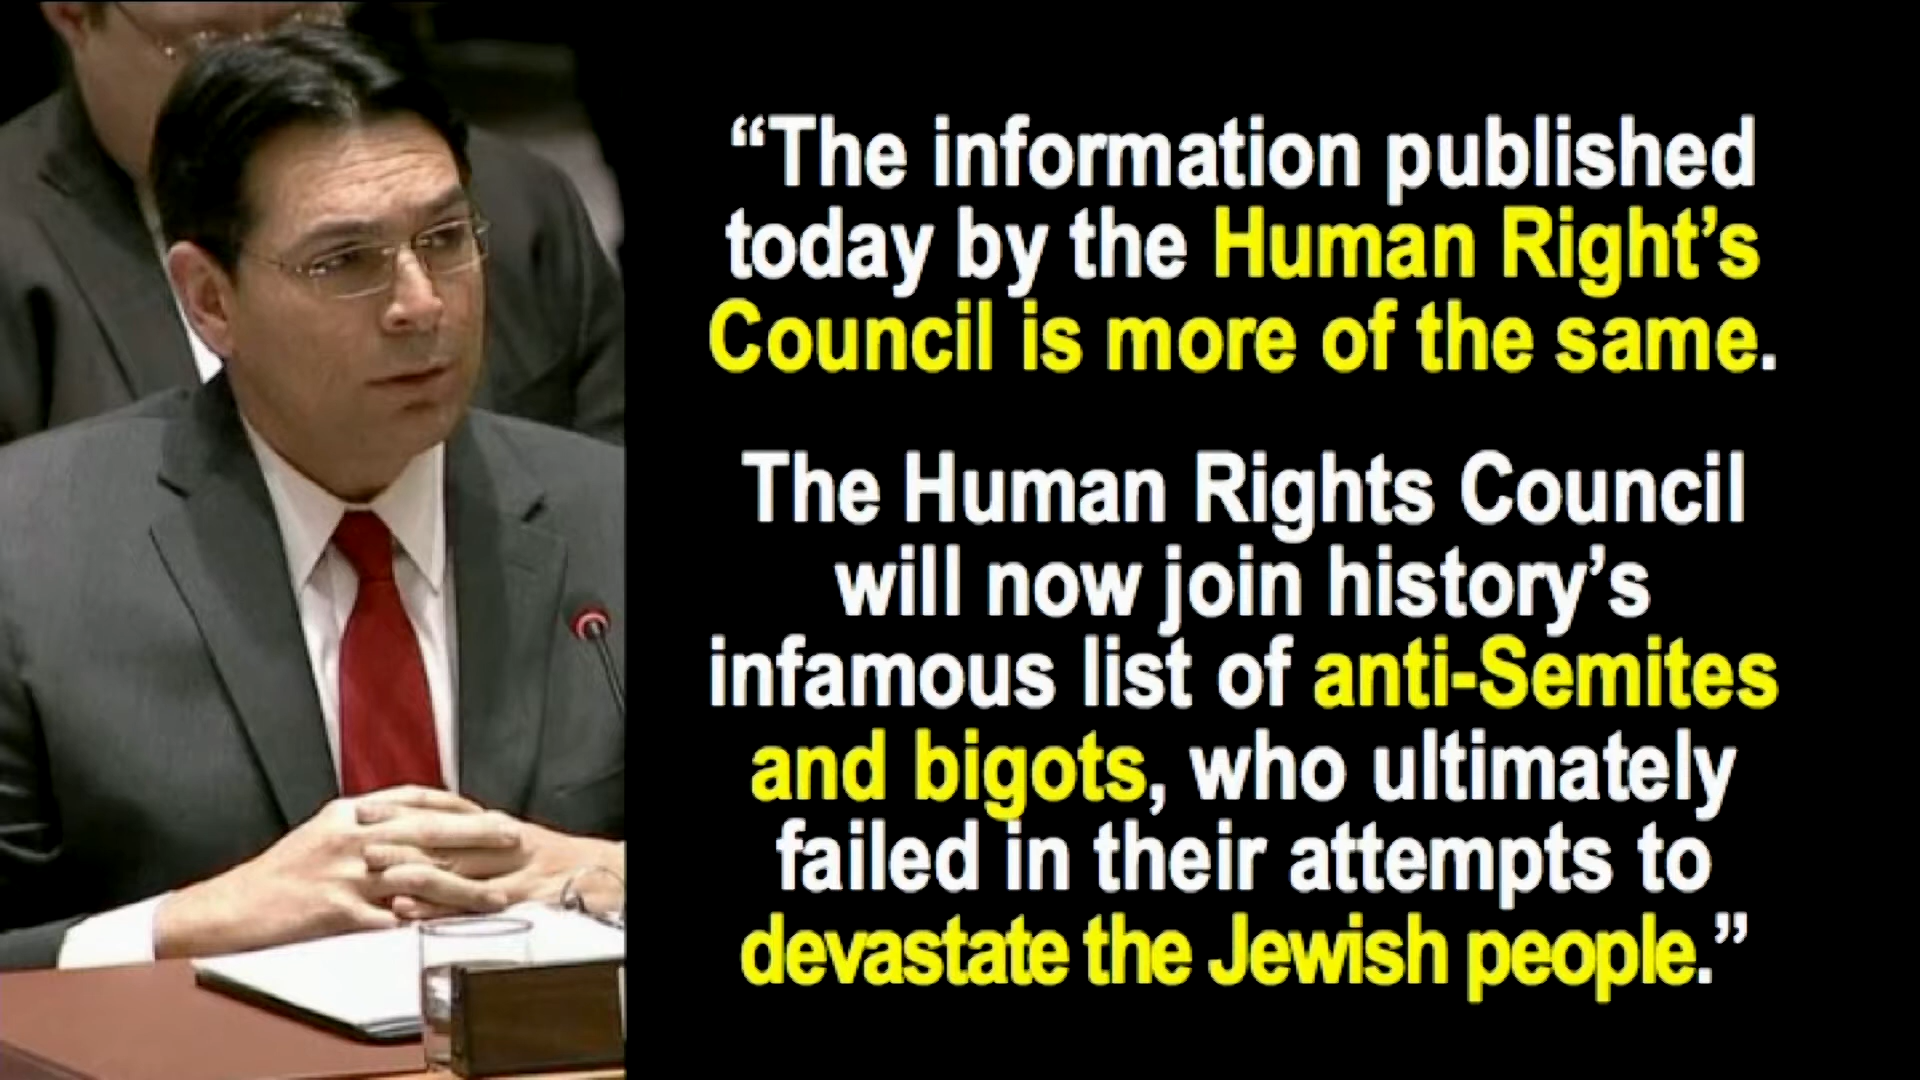 “The information published
today by the Human Right’s
Council is more of the same.
The Human Rights Council
will now join history’s
infamous list of anti-Semites
and bigots, who ultimately
failed in their attempts to
devastate the Jewish people.”